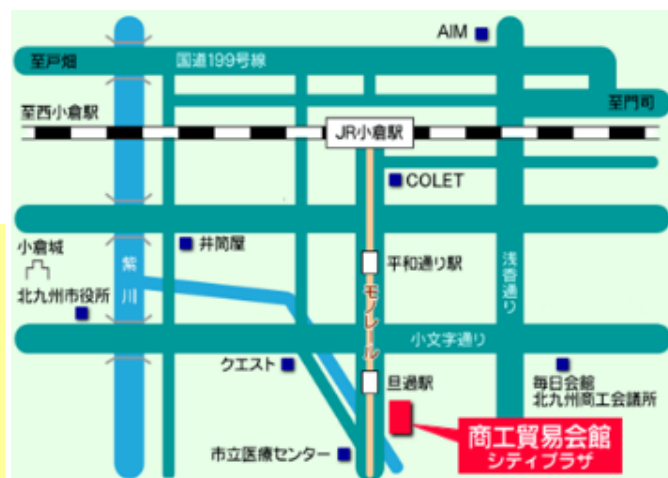 AIM
至戸畑
国道199号線
至門司
至西小倉駅
JR小倉駅
COLET
小倉城
井筒屋
紫川
平和通り駅
浅香通り
北九州市役所
モノレール
小文字通り
クエスト
旦過駅
毎日会館
北九州商工会議所
商工貿易会館
シティプラザ
市立医療センター